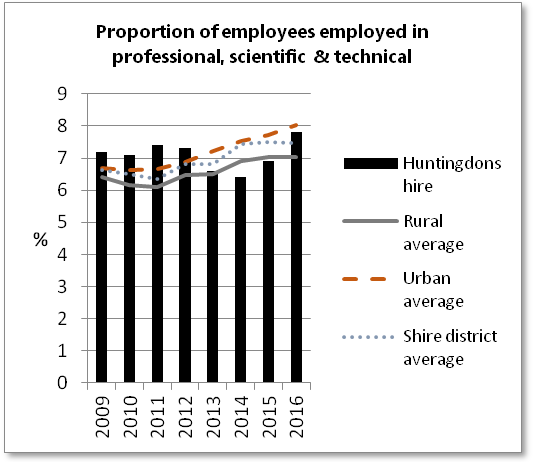 Proportion of employees employed in
professional, scientific & technical
9
8
7
6
5
4
3
2
1
0
%
2009
2010
2011
2012
2013
2014
2015
2016
Huntingdons
hire
Rural
average
Urban
average
Shire district
average